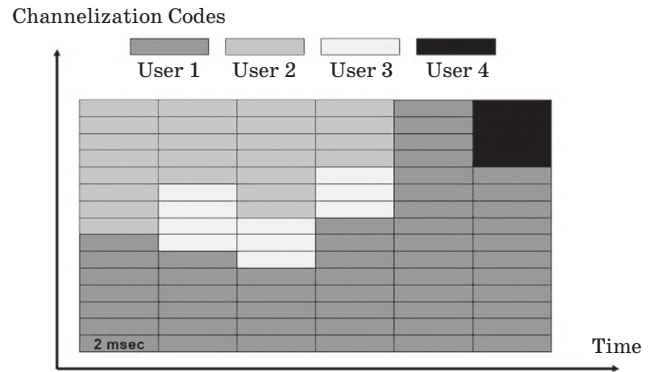 Channelization Codes
User 1 User 2 User 3 User 4
2 msec
Time